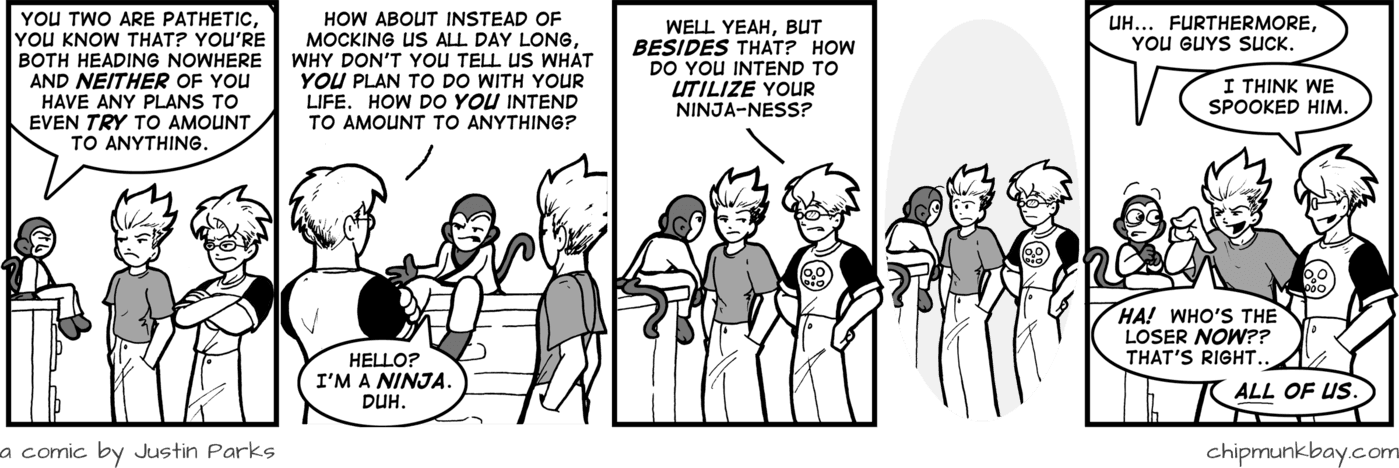 YOU TWO ARE PATHETIC,
YOU KNOW THAT? YOU'RE
BOTH HEADING NOWHERE
AND NEITHER OF YOU
HAVE ANY PLANS TO
EVEN TRY TO AMOUNT
TO ANYTHING.
HOW ABOUT INSTEAD OF
MOCKING US ALL DAY LONG,
WHY DON'T YOU TELL US WHAT
YOU PLAN TO DO WITH YOUR
LIFE. HOW DO YOU INTEND
TO AMOUNT TO ANYTHING?
HELLO?
I'M A NINJA.
DUH.
WELL YEAH, BUT
BESIDES THAT? HOW
DO YOU INTEND TO
UTILIZE YOUR
NINJA-NESS?
UH... FURTHERMORE,
YOU GUYS SUCK.
I THINK WE
SPOOKED HIM.
HA! WHO'S THE
LOSER NOW??
THAT'S RIGHT..
ALL OF US.
a comic by Justin Parks
chipmunkbay.com